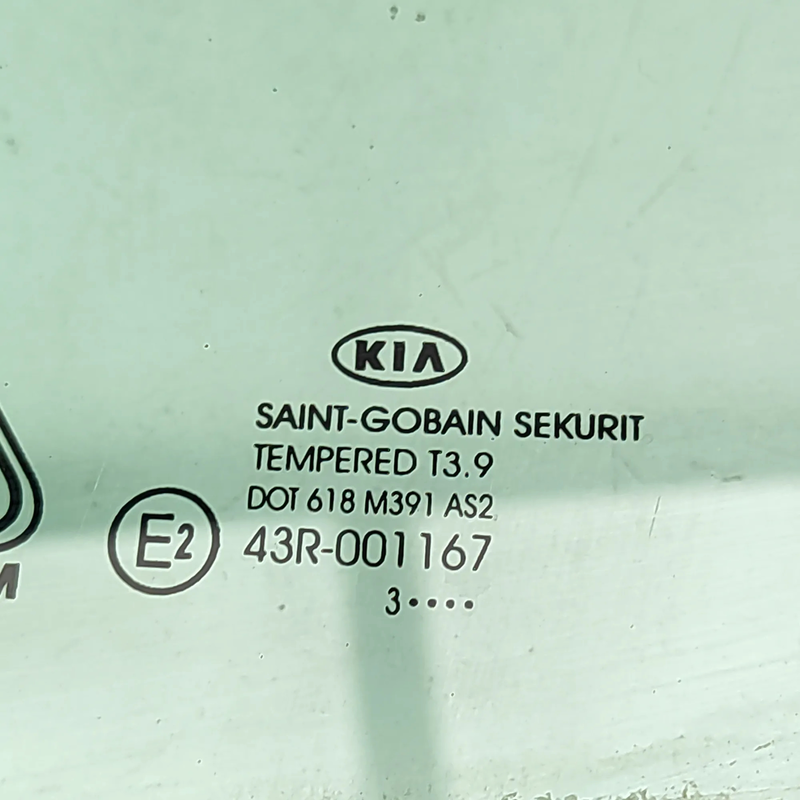 KIA
SAINT-GOBAIN SEKURIT
TEMPERED T3.9
DOT 618 M391 AS2
E2 43R-001167
3····
M